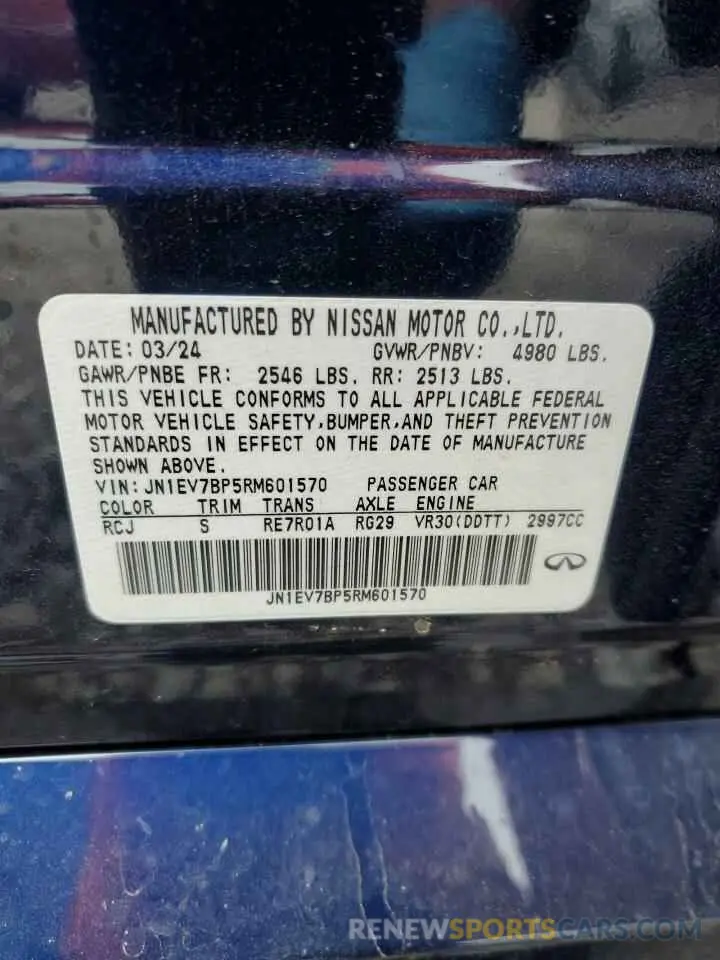 MANUFACTURED BY NISSAN MOTOR CO.,LTD.
DATE: 03/24 GVWR/PNBV: 4980 LBS.
GAWR/PNBE FR: 2546 LBS. RR: 2513 LBS.
THIS VEHICLE CONFORMS TO ALL APPLICABLE FEDERAL
MOTOR VEHICLE SAFETY,BUMPER,AND THEFT PREVENTION
STANDARDS IN EFFECT ON THE DATE OF MANUFACTURE
SHOWN ABOVE.
VIN: JN1EV7BP5RM601570 PASSENGER CAR
COLOR TRIM TRANS AXLE ENGINE
RCJ S RE7R01A RG29 VR30(DDTT) 2997CC
JN1EV7BP5RM601570
RENEWSPORTSCARS.COM